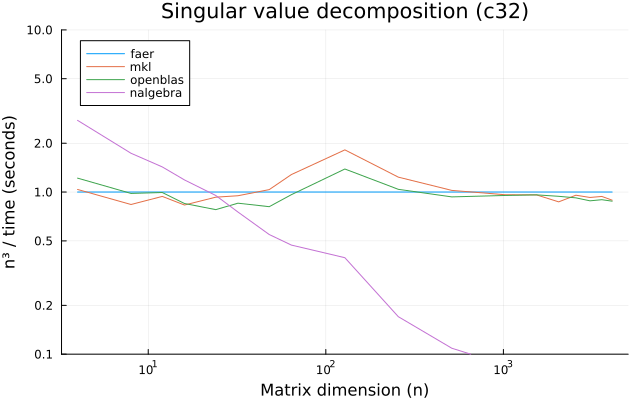 Singular value decomposition (c32)
n³ / time (seconds)
10.0
5.0
2.0
1.0
0.5
0.2
0.1
faer
mkl
openblas
nalgebra
10¹
10²
10³
Matrix dimension (n)